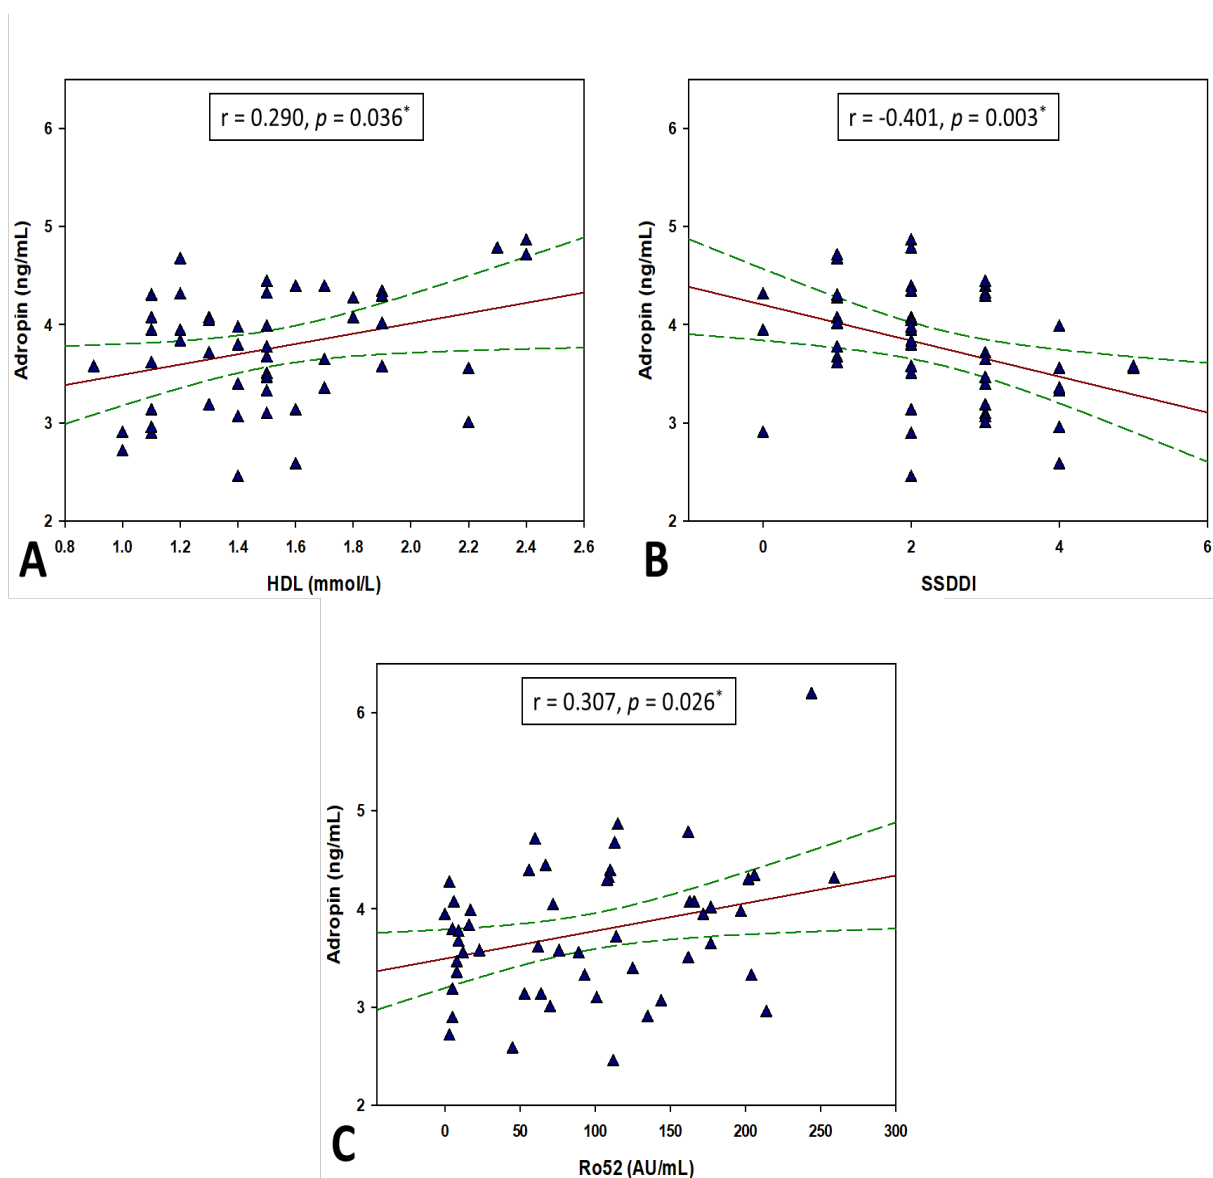 r = 0.290, p = 0.036*
6
5
4
3
2
Adropin (ng/mL)
0.8 1.0 1.2 1.4 1.6 1.8 2.0 2.2 2.4 2.6
A
HDL (mmol/L)
r = -0.401, p = 0.003*
6
5
4
3
2
Adropin (ng/mL)
0 2 4 6
B
SSDDI
r = 0.307, p = 0.026*
6
5
4
3
2
Adropin (ng/mL)
0 50 100 150 200 250 300
C
Ro52 (AU/mL)